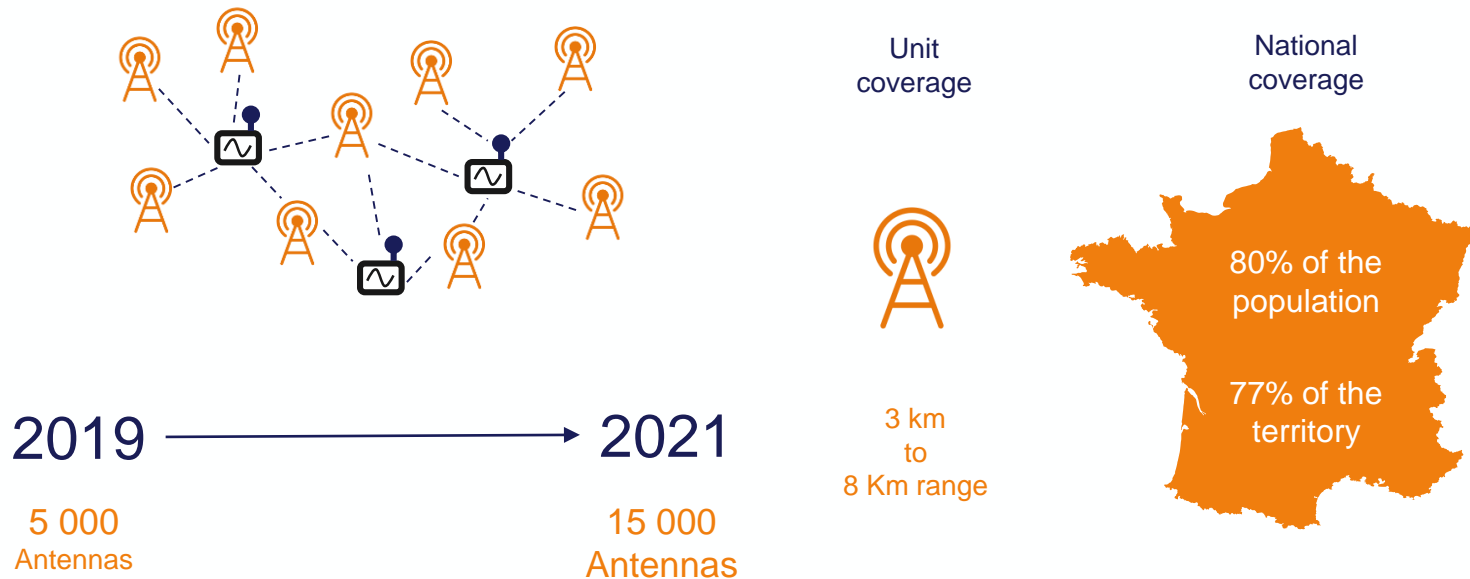 2019
2021
5 000
Antennas
15 000
Antennas
Unit
coverage
3 km
to
8 Km range
National
coverage
80% of the
population
77% of the
territory